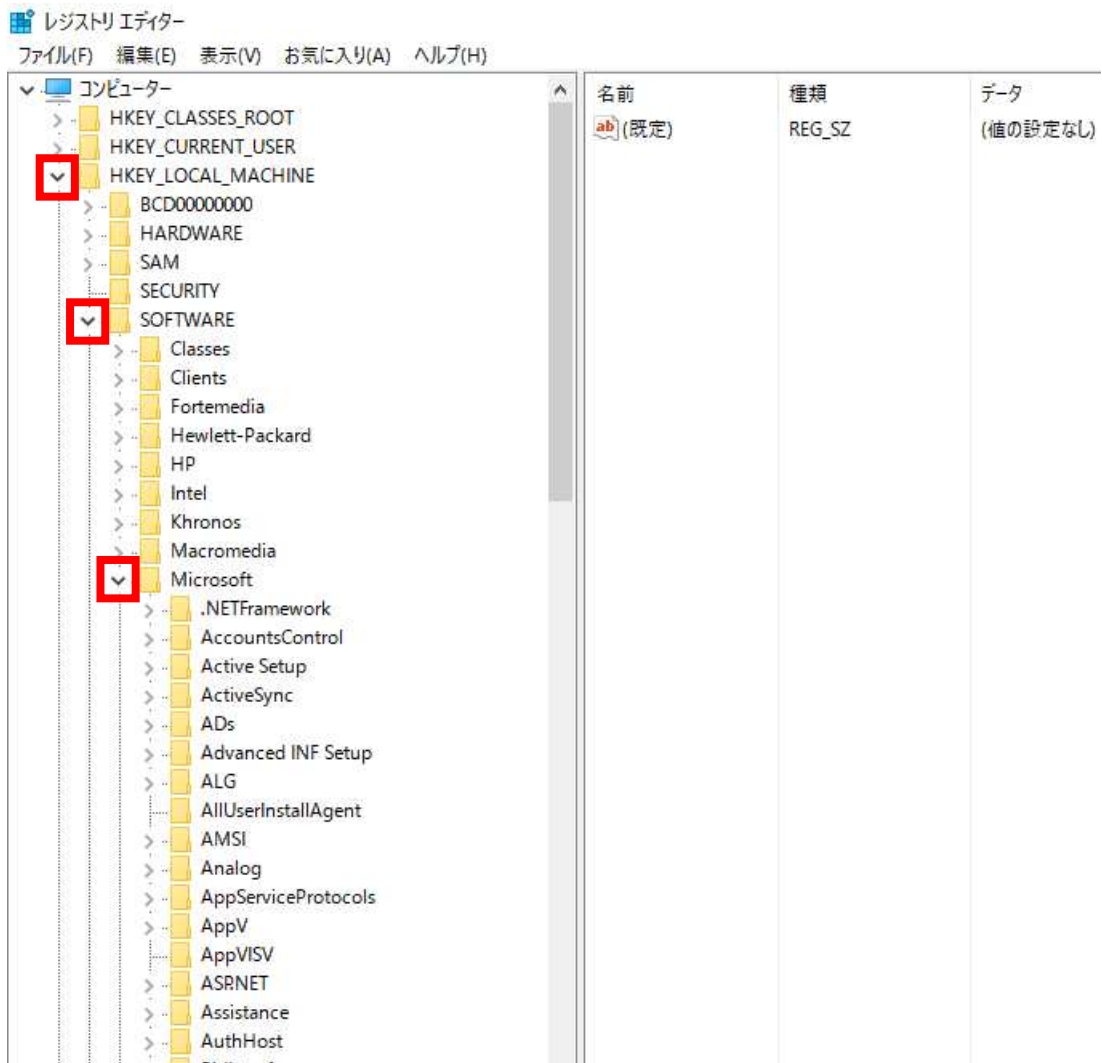 レジストリ エディター
ファイル(F) 編集(E) 表示(V) お気に入り(A) ヘルプ(H)
コンピューター
HKEY_CLASSES_ROOT
HKEY_CURRENT_USER
HKEY_LOCAL_MACHINE
BCD00000000
HARDWARE
SAM
SECURITY
SOFTWARE
Classes
Clients
Fortemedia
Hewlett-Packard
HP
Intel
Khronos
Macromedia
Microsoft
.NETFramework
AccountsControl
Active Setup
ActiveSync
ADs
Advanced INF Setup
ALG
AllUserInstallAgent
AMSI
Analog
AppServiceProtocols
AppV
AppVISV
ASP.NET
Assistance
AuthHost
名前 種類 データ
ab (既定) REG_SZ (値の設定なし)